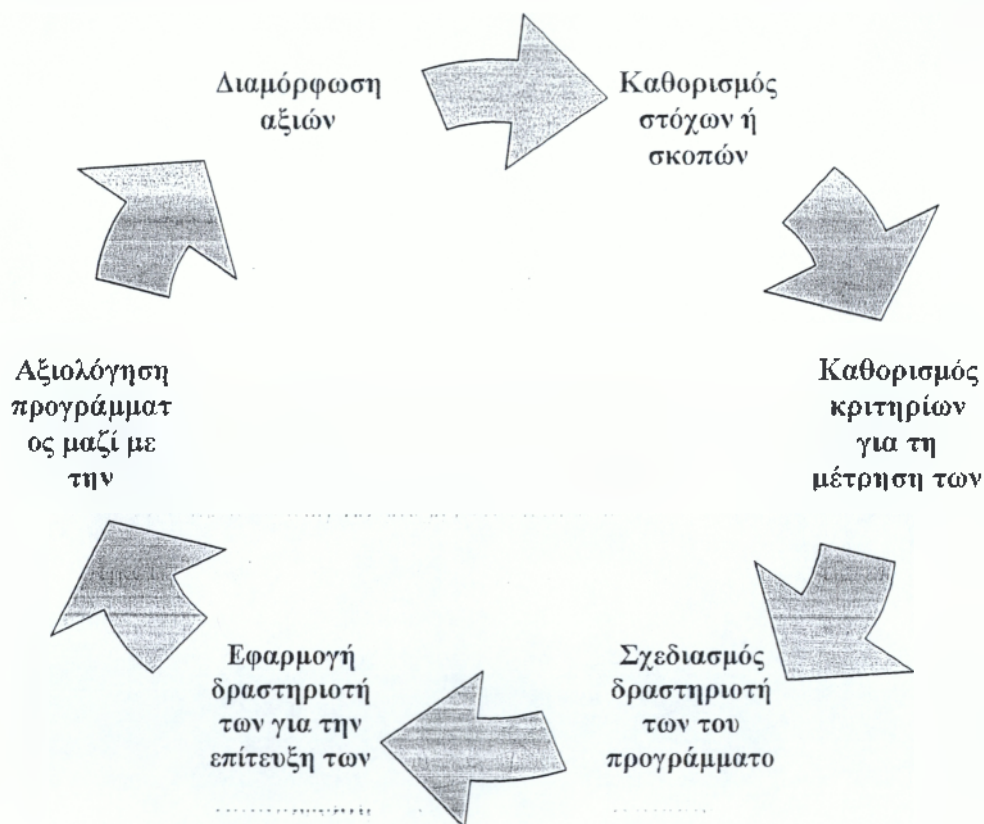 Διαμόρφωση
αξιών
Καθορισμός
στόχων ή
σκοπών
Καθορισμός
κριτηρίων
για τη
μέτρηση των
Σχεδιασμός
δραστηριοτή
των του
προγράμματο
Εφαρμογή
δραστηριοτή
των για την
επίτευξη των
Αξιολόγηση
προγράμματ
ος μαζί με
την